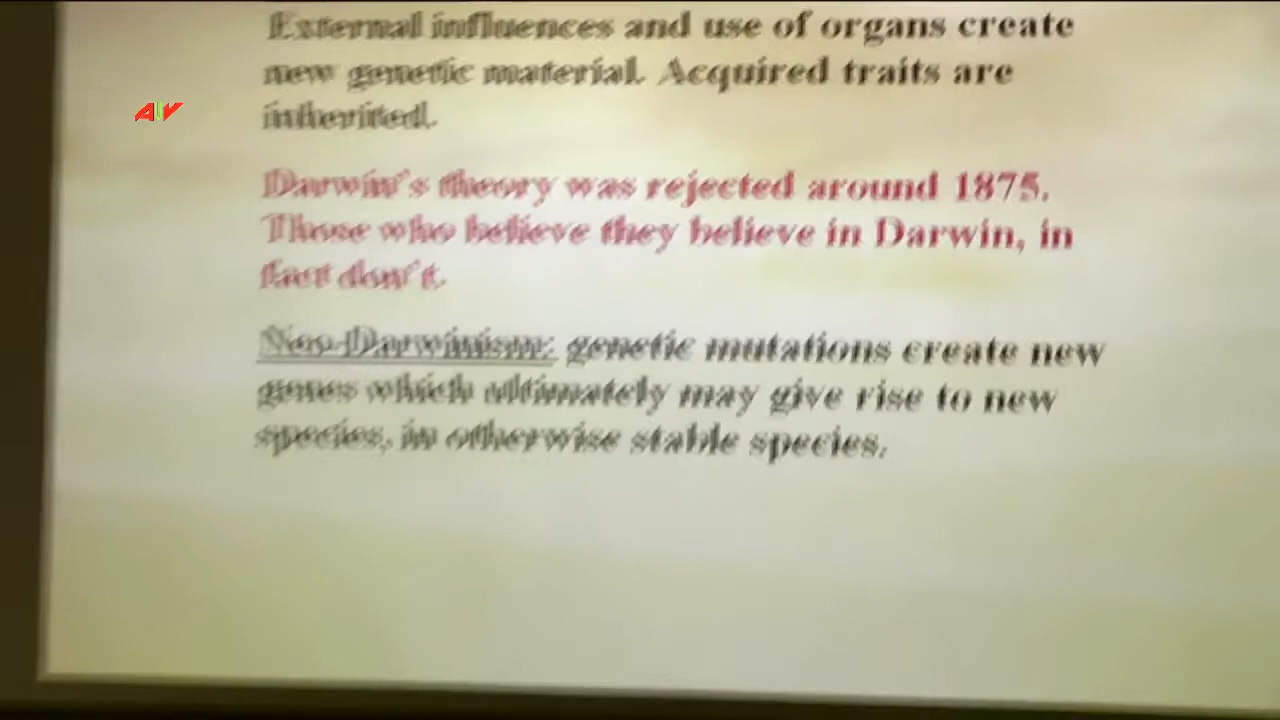 External influences and use of organs create
new genetic material. Acquired traits are
inherited.
Darwin's theory was rejected around 1875.
Those who believe they believe in Darwin, in
fact don't.
Neo-Darwinism: genetic mutations create new
genes which ultimately may give rise to new
species, in otherwise stable species.
AV